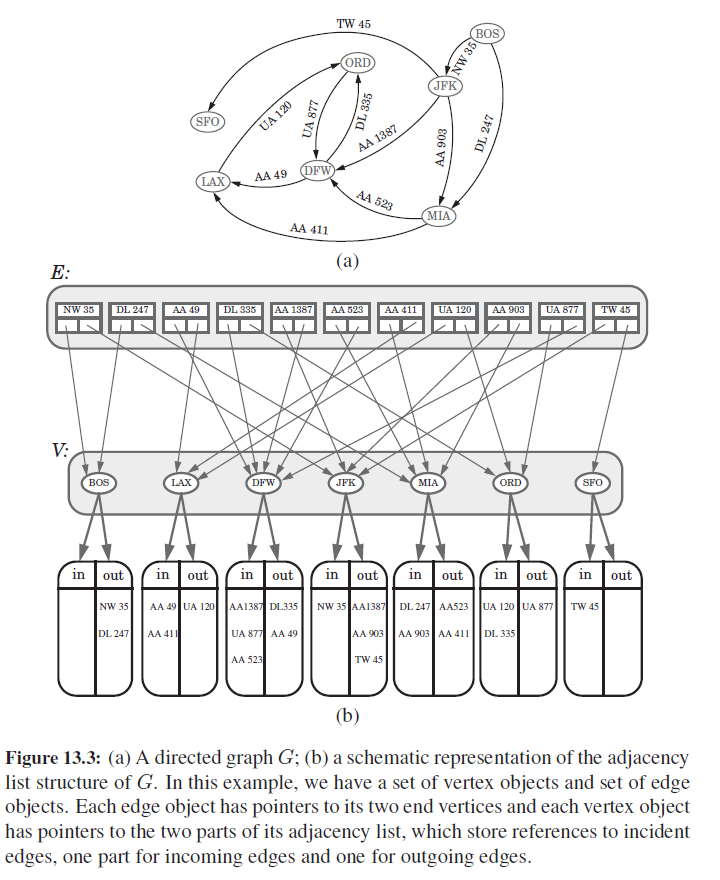 TW 45
BOS
NW 35
ORD
JFK
SFO
UA 120
UA 877
DL 335
AA 1387
AA 903
DL 247
LAX
AA 49
DFW
AA 523
MIA
AA 411
(a)
E:
NW 35 DL 247 AA 49 DL 335 AA 1387 AA 523 AA 411 UA 120 AA 903 UA 877 TW 45
V:
BOS LAX DFW JFK MIA ORD SFO
in out in out in out in out in out in out in out
NW 35 AA 49 UA 120 AA1387 DL335 NW 35 AA1387 DL 247 AA523 UA 120 UA 877 TW 45
DL 247 AA 411 UA 877 AA 49 AA 903 AA 903 AA 411 DL 335
AA 523 TW 45
(b)
Figure 13.3: (a) A directed graph G; (b) a schematic representation of the adjacency
list structure of G. In this example, we have a set of vertex objects and set of edge
objects. Each edge object has pointers to its two end vertices and each vertex object
has pointers to the two parts of its adjacency list, which store references to incident
edges, one part for incoming edges and one for outgoing edges.